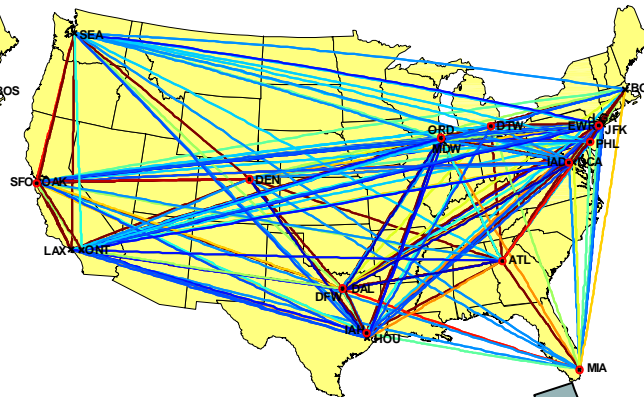 SEA
BOS
BO
ORD
DTW
EWR
JFK
MDW
PHL
IAD
DCA
SFO
OAK
DEN
LAX
ONT
ATL
DAL
DFW
IAH
HOU
MIA